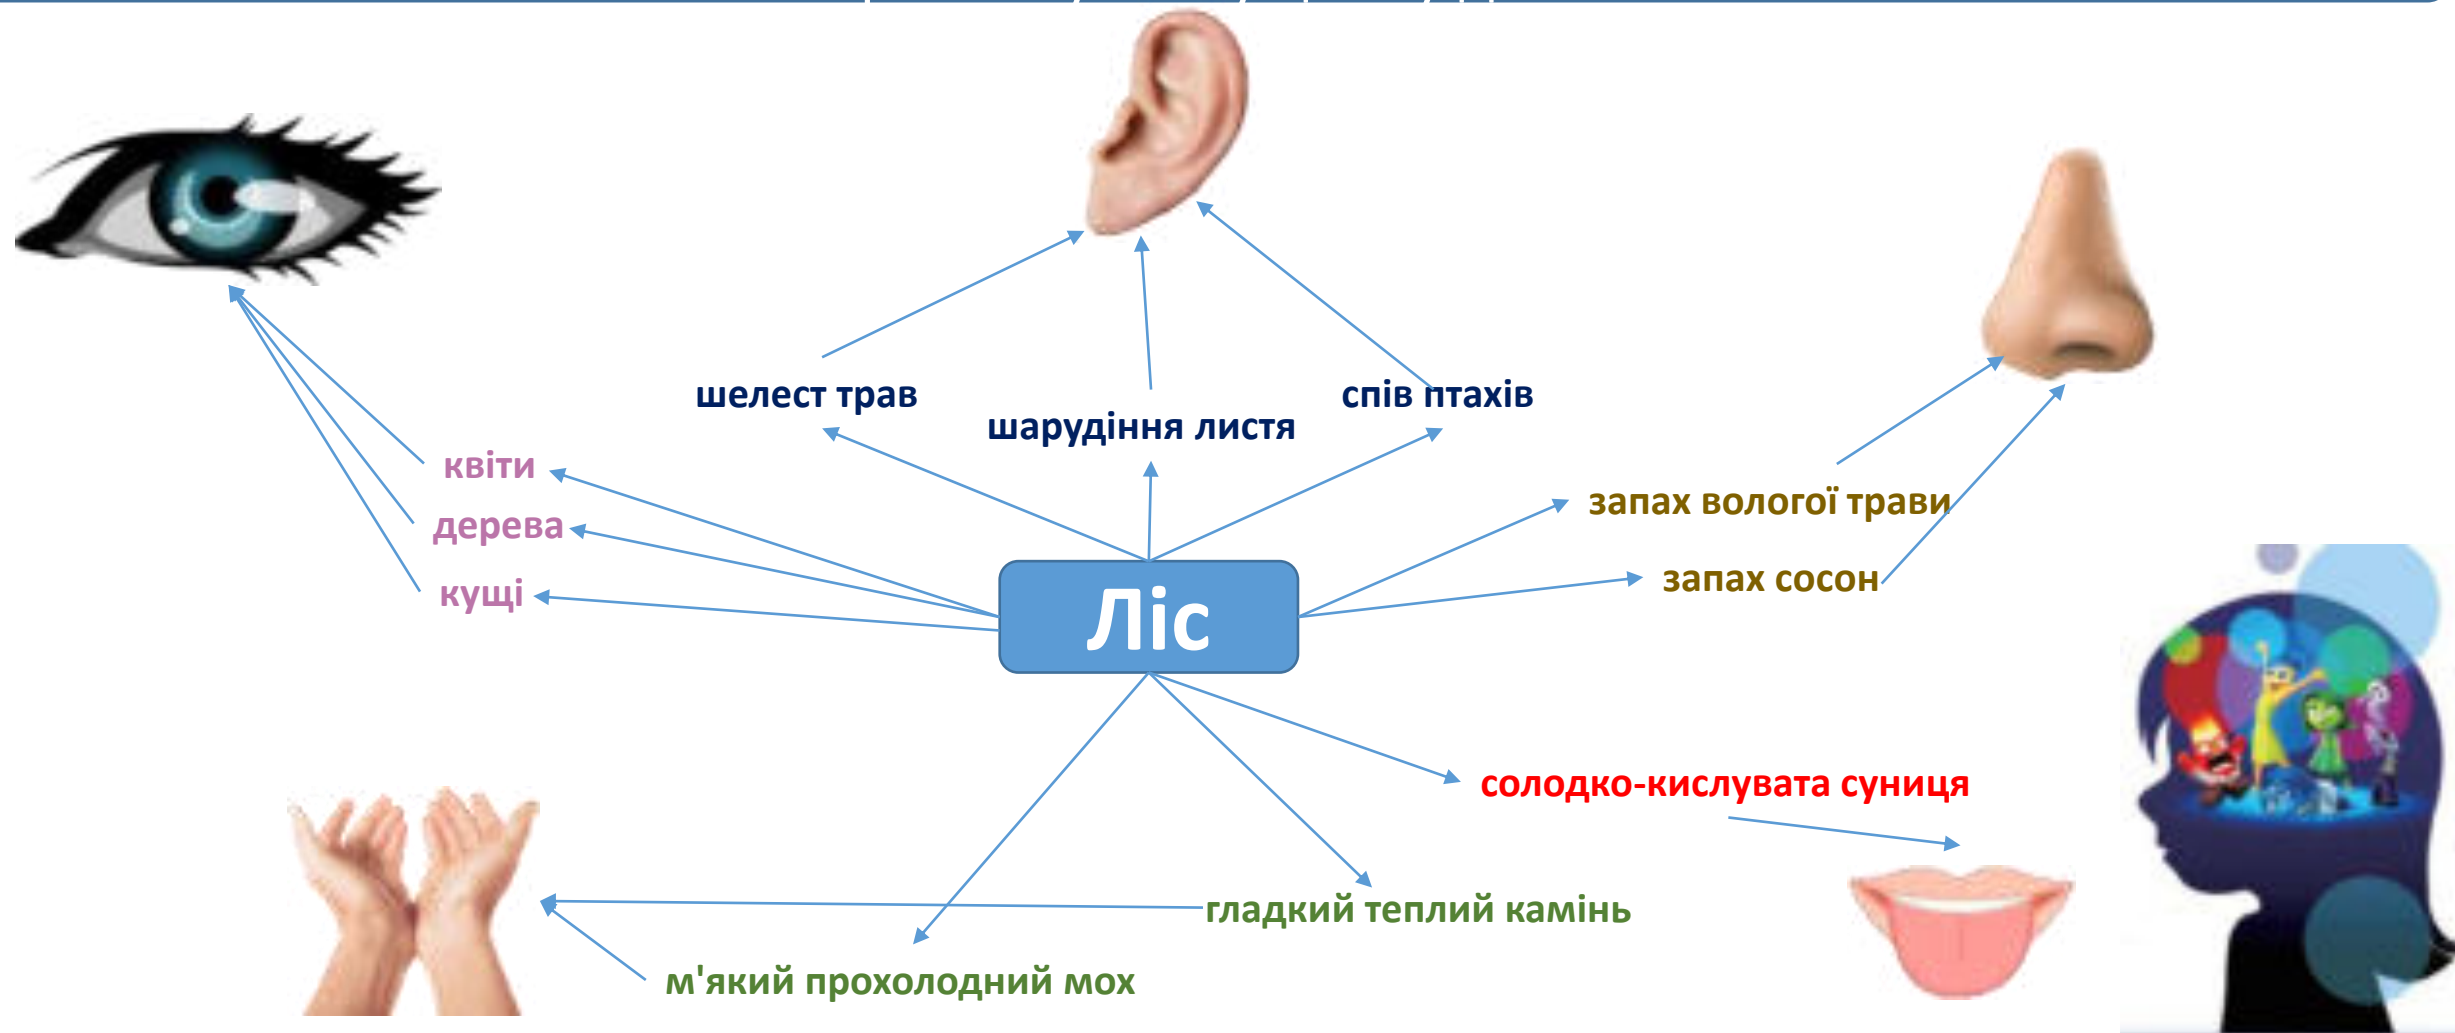 шелест трав
шарудіння листя
спів птахів
квіти
дерева
кущі
запах вологої трави
запах сосон
Ліс
солодко-кислувата суниця
гладкий теплий камінь
м'який прохолодний мох